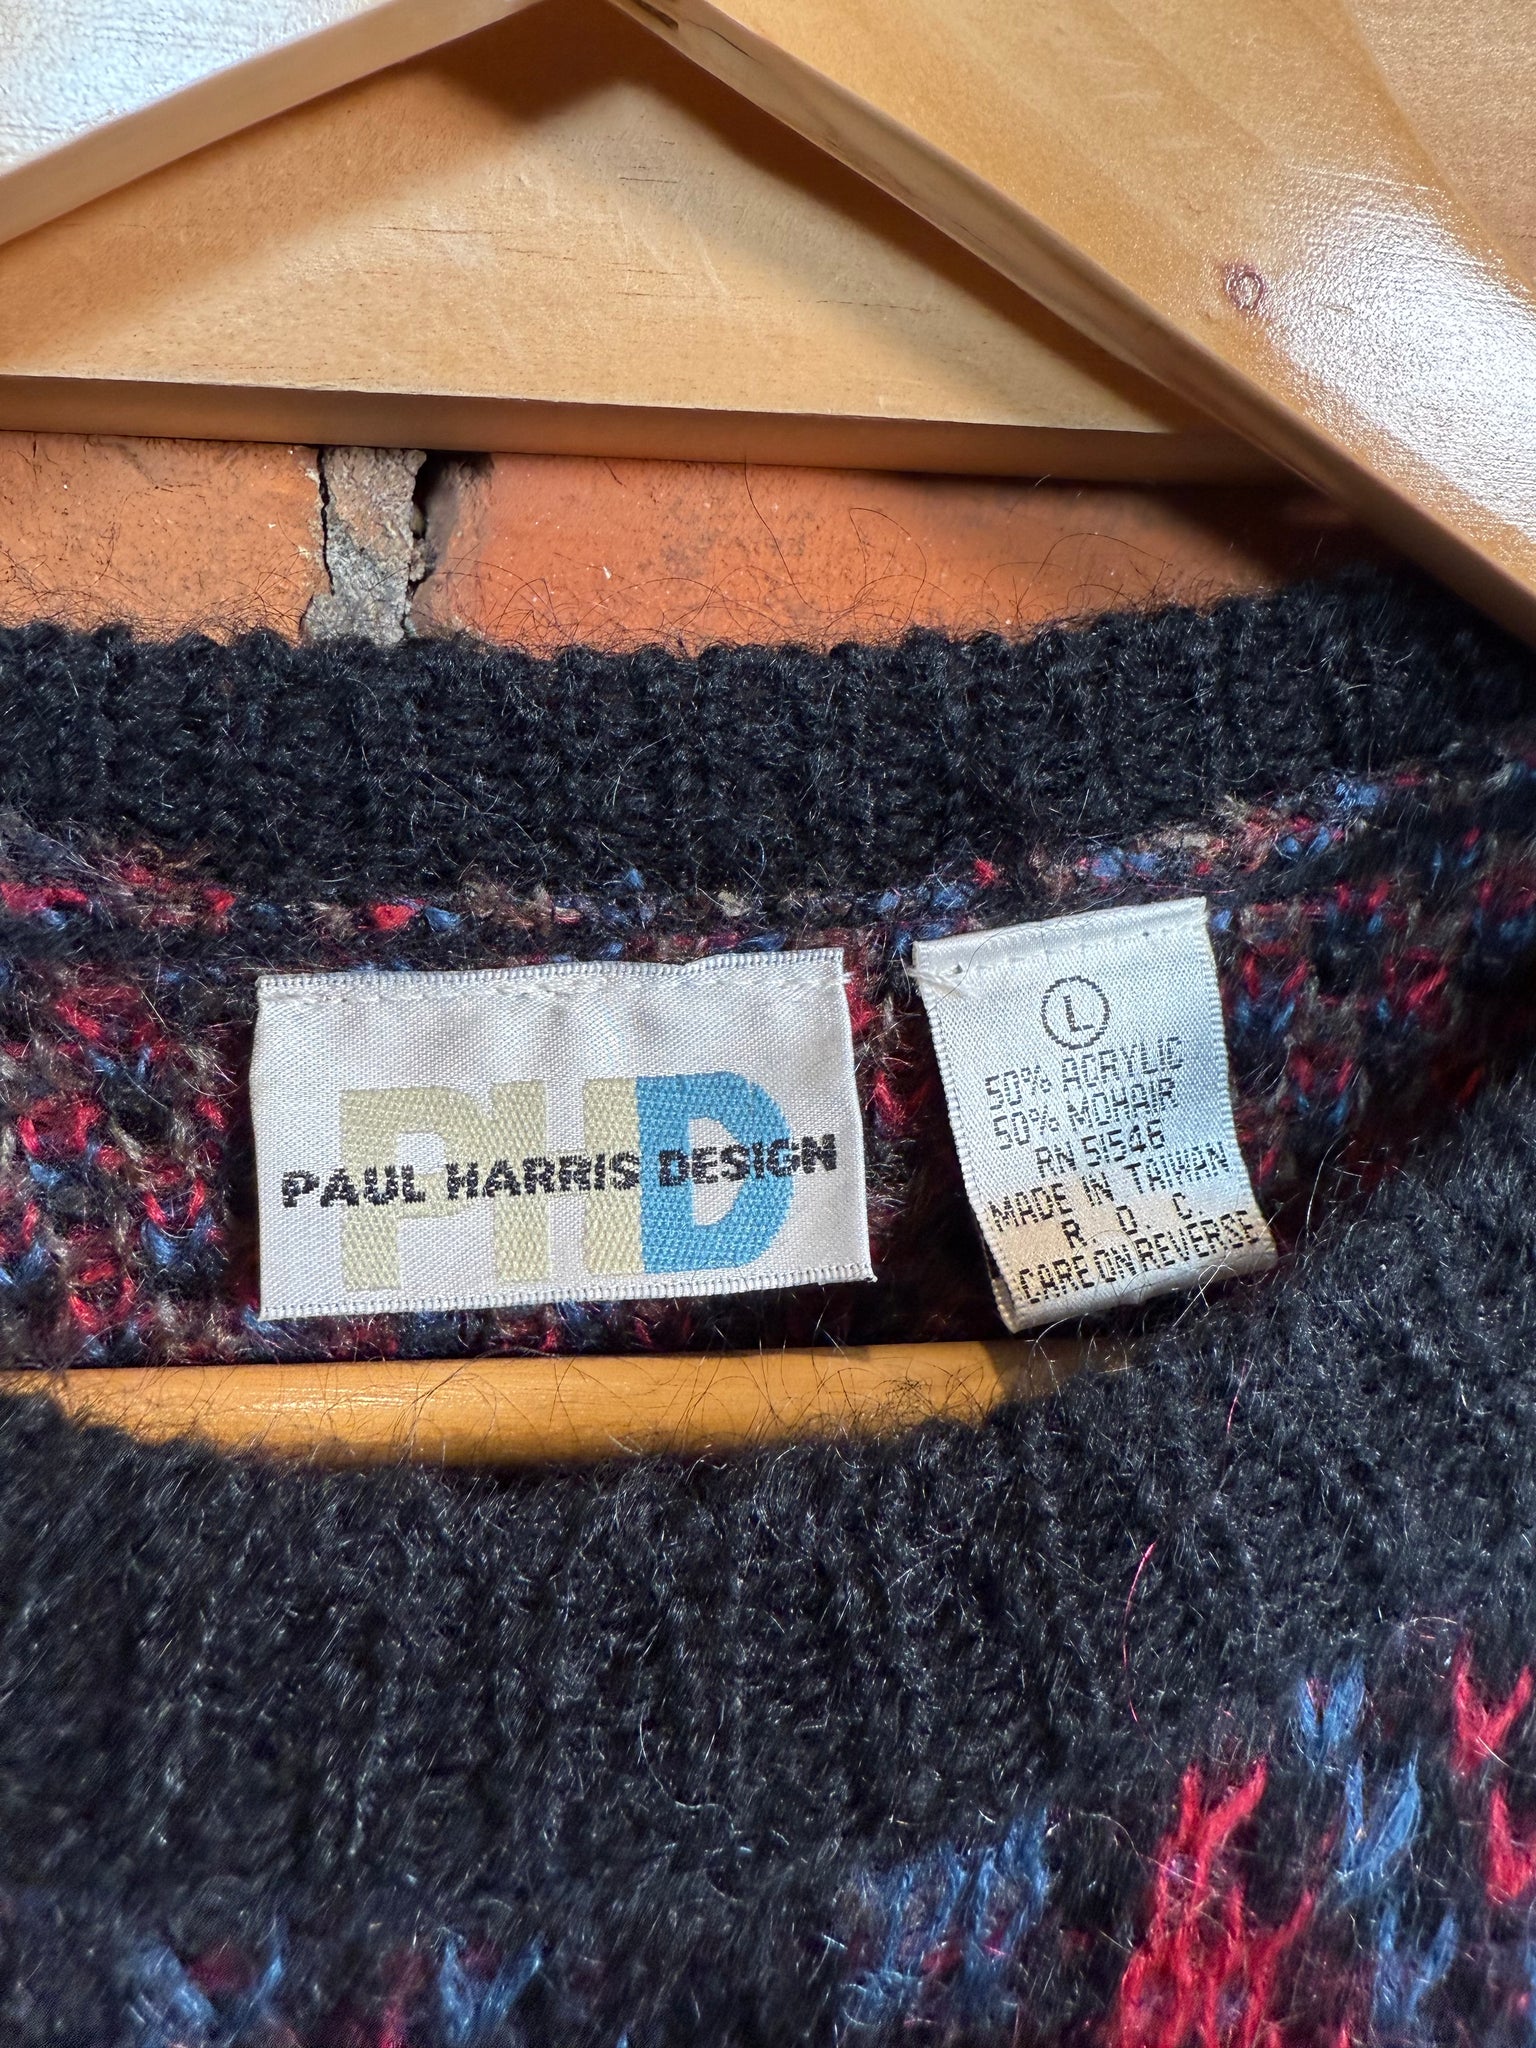 PHD
PAUL HARRIS DESIGN
L
50% ACRYLIC
50% MOHAIR
RN 51546
MADE IN TAIWAN
R. O. C.
CARE ON REVERSE